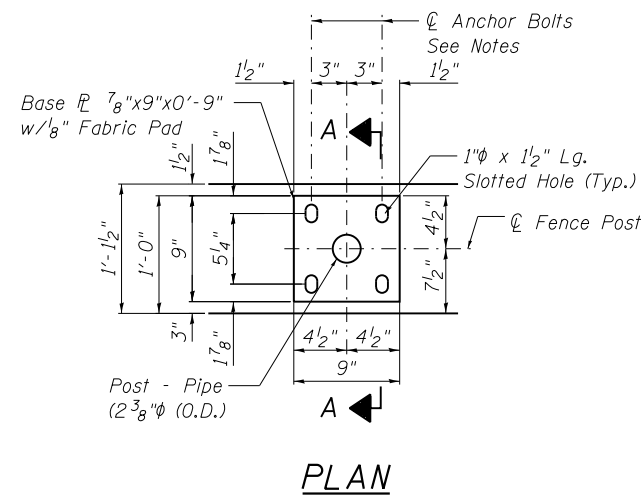 ℄ Anchor Bolts
See Notes
1½" 3" 3" 1½"
Base ℙL ⅞"x9"x0'-9"
w/⅛" Fabric Pad
A
1½"
1⅞"
1"ϕ x 1½" Lg.
Slotted Hole (Typ.)
℄ Fence Post
1'-1½"
1'-0"
9"
5¼"
4½"
7½"
3"
1⅞"
4½" 4½"
9"
Post - Pipe
(2⅜"ϕ (O.D.)
A
PLAN